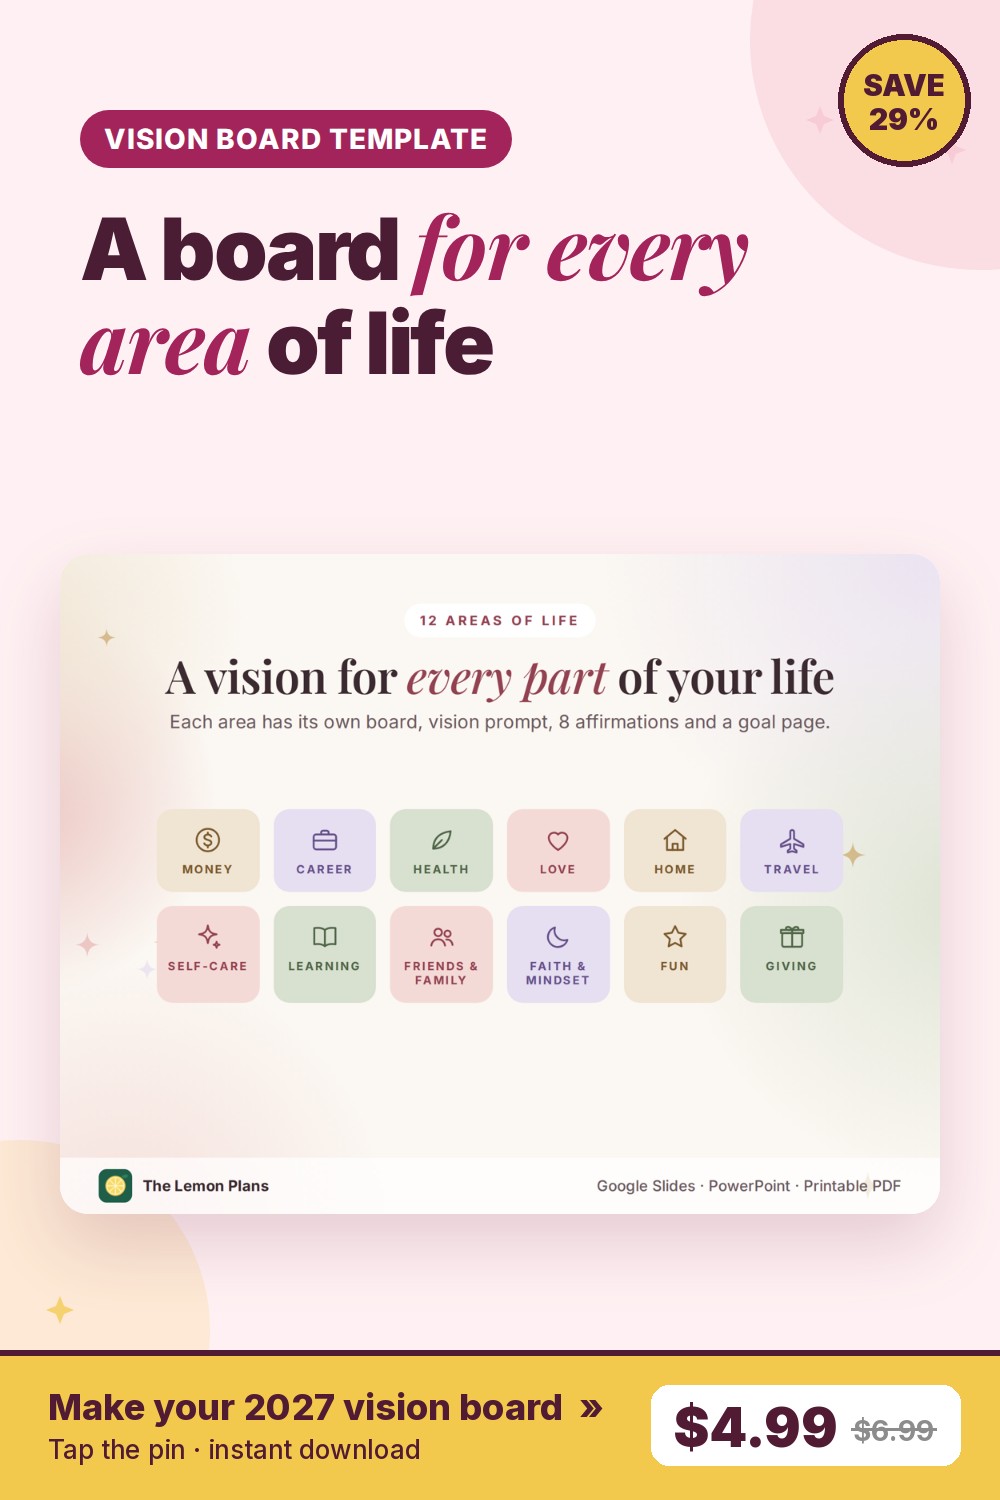 SAVE
29%
VISION BOARD TEMPLATE
A board for every
area of life
12 AREAS OF LIFE
A vision for every part of your life
Each area has its own board, vision prompt, 8 affirmations and a goal page.
MONEY
CAREER
HEALTH
LOVE
HOME
TRAVEL
SELF-CARE
LEARNING
FRIENDS &
FAMILY
FAITH &
MINDSET
FUN
GIVING
The Lemon Plans
Google Slides · PowerPoint · Printable PDF
Make your 2027 vision board »
Tap the pin · instant download
$4.99 $6.99